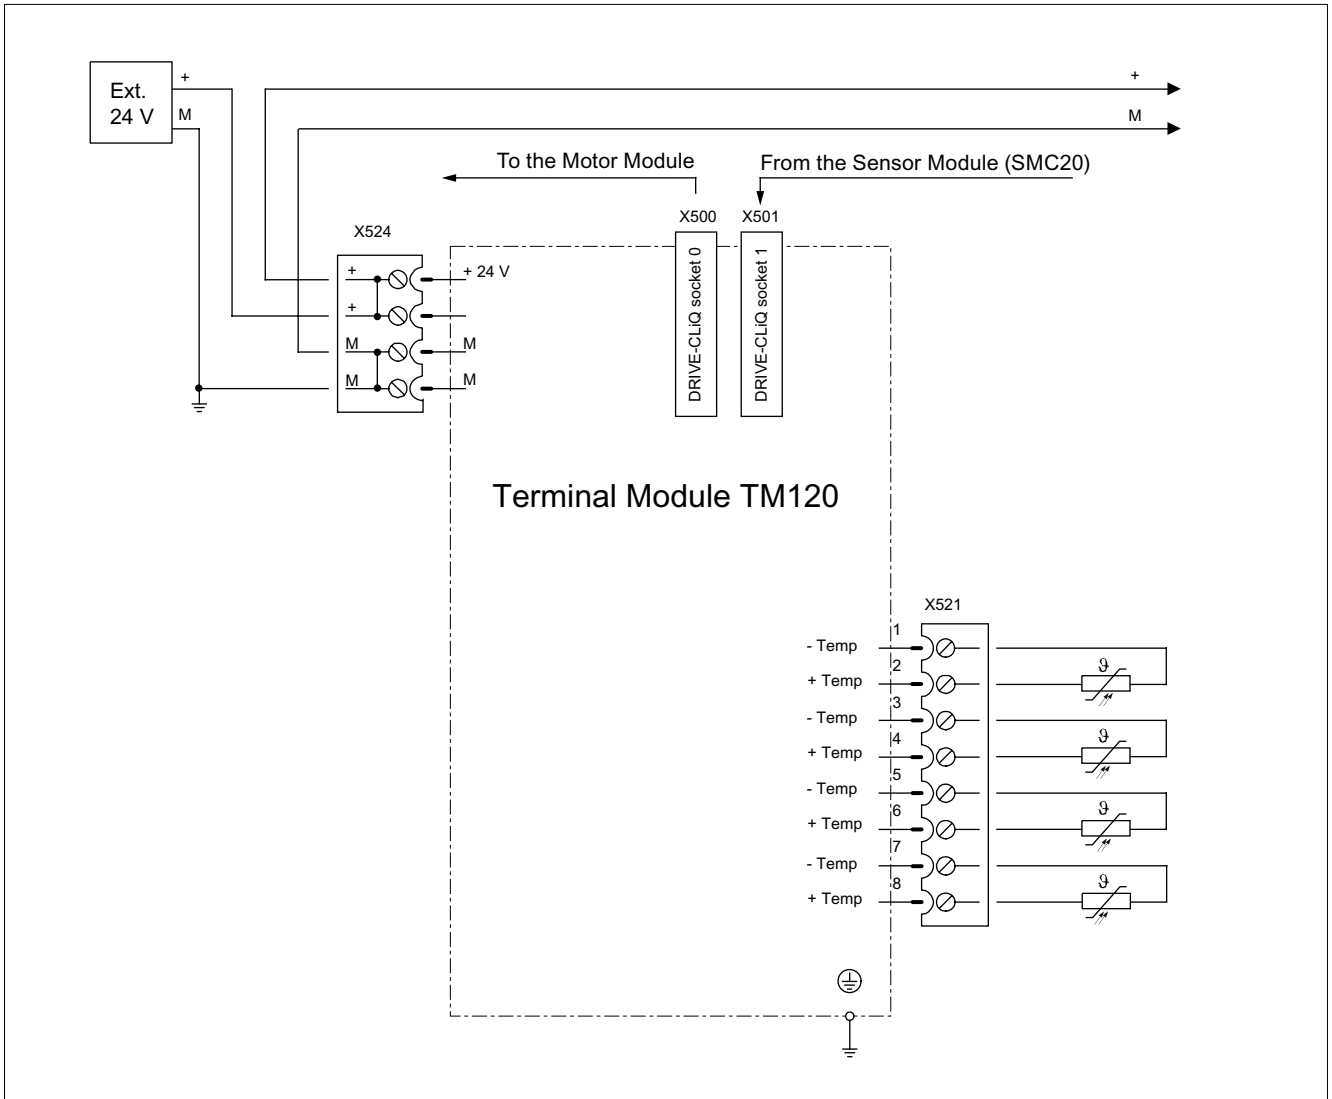 +
Ext.
24 V
M
+
M
To the Motor Module
From the Sensor Module (SMC20)
X500
X501
X524
+
+ 24 V
+
M
M
M
M
DRIVE-CLiQ socket 0
DRIVE-CLiQ socket 1
Terminal Module TM120
X521
- Temp
1
+ Temp
2
ϑ
- Temp
3
+ Temp
4
ϑ
- Temp
5
+ Temp
6
ϑ
- Temp
7
+ Temp
8
ϑ